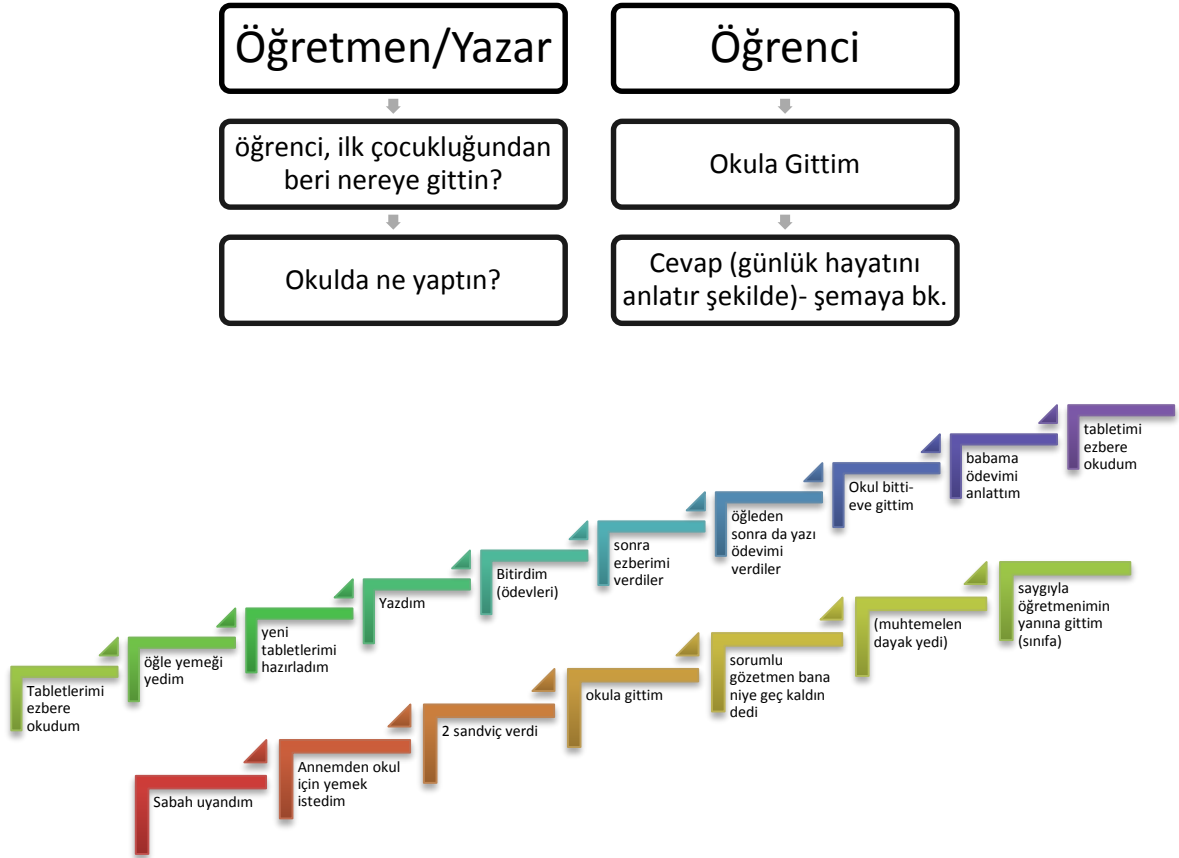 Öğretmen/Yazar
öğrenci, ilk çocukluğundan
beri nereye gittin?
Okulda ne yaptın?
Öğrenci
Okula Gittim
Cevap (günlük hayatını
anlatır şekilde)- şemaya bk.
Tabletlerimi
ezbere
okudum
öğle yemeği
yedim
yeni
tabletlerimi
hazırladım
Yazdım
Bitirdim
(ödevleri)
sonra
ezberimi
verdiler
öğleden
sonra da yazı
ödevimi
verdiler
Okul bitti-
eve gittim
babama
ödevimi
anlattım
tabletimi
ezbere
okudum
Sabah uyandım
Annemden okul
için yemek
istedim
2 sandviç verdi
okula gittim
sorumlu
gözetmen bana
niye geç kaldın
dedi
(muhtemelen
dayak yedi)
saygıyla
öğretmenimin
yanına gittim
(sınıfa)